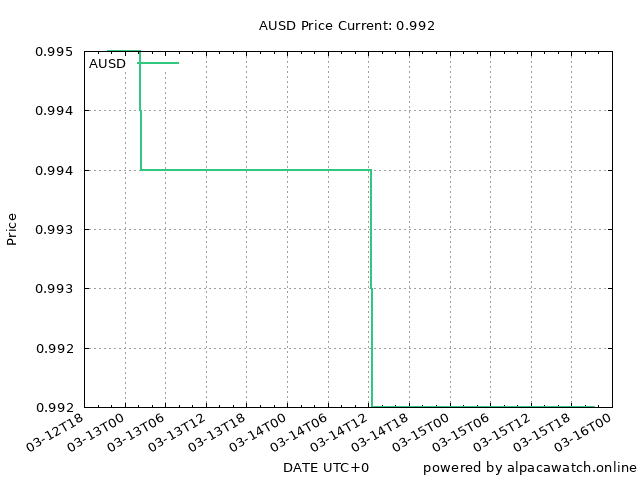 AUSD Price Current: 0.992
0.995
AUSD
0.994
0.994
0.993
0.993
0.992
0.992
Price
03-12T18
03-13T00
03-13T06
03-13T12
03-13T18
03-14T00
03-14T06
03-14T12
03-14T18
03-15T00
03-15T06
03-15T12
03-15T18
03-16T00
DATE UTC+0
powered by alpacawatch.online